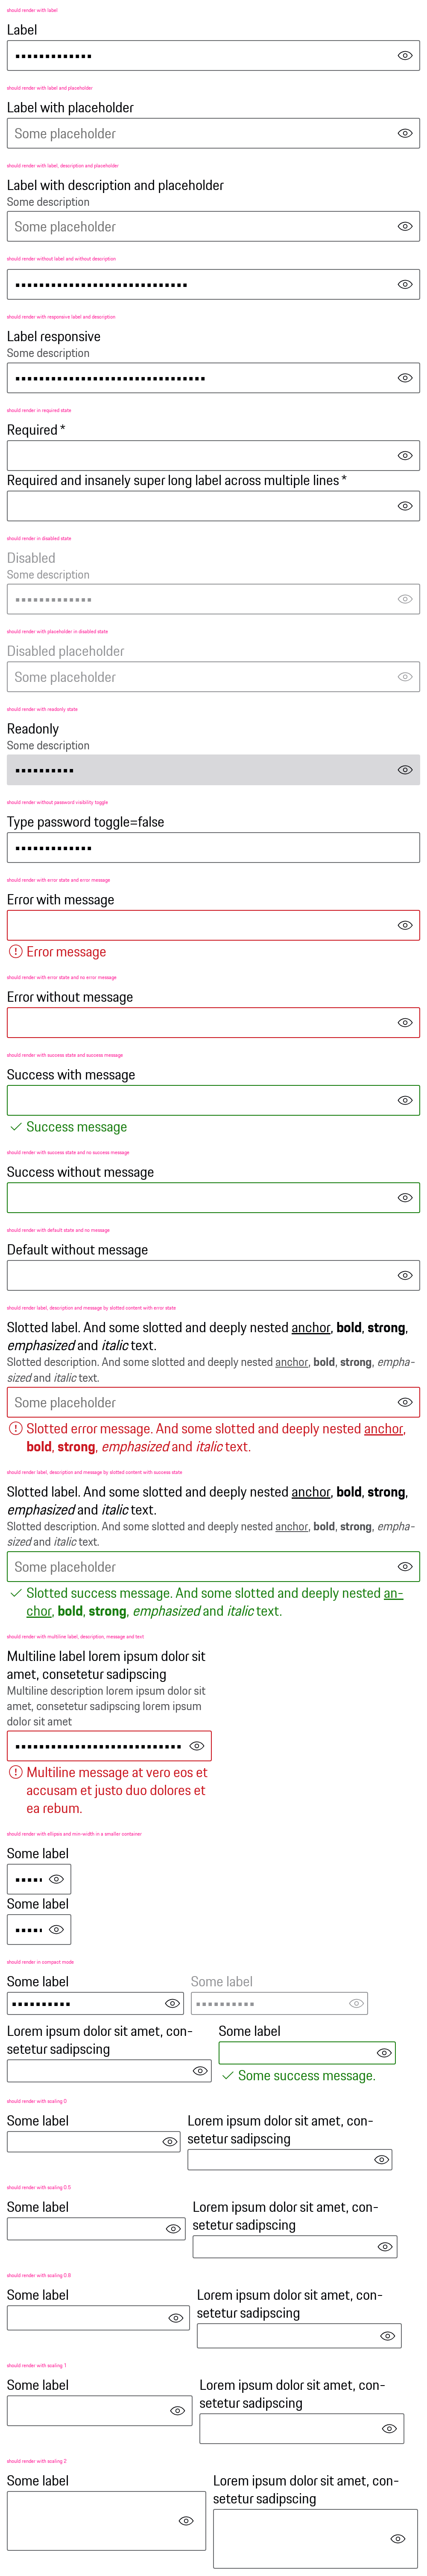 should render with label
Label
should render with label and placeholder
Label with placeholder
Some placeholder
should render with label, description and placeholder
Label with description and placeholder
Some description
Some placeholder
should render without label and without description
should render with responsive label and description
Label responsive
Some description
should render in required state
Required *
Required and insanely super long label across multiple lines *
should render in disabled state
Disabled
Some description
should render with placeholder in disabled state
Disabled placeholder
Some placeholder
should render with readonly state
Readonly
Some description
should render without password visibility toggle
Type password toggle=false
should render with error state and error message
Error with message
Error message
should render with error state and no error message
Error without message
should render with success state and success message
Success with message
Success message
should render with success state and no success message
Success without message
should render with default state and no message
Default without message
should render label, description and message by slotted content with error state
Slotted label. And some slotted and deeply nested anchor, bold, strong,
emphasized and italic text.
Slotted description. And some slotted and deeply nested anchor, bold, strong, empha-
sized and italic text.
Some placeholder
Slotted error message. And some slotted and deeply nested anchor,
bold, strong, emphasized and italic text.
should render label, description and message by slotted content with success state
Slotted label. And some slotted and deeply nested anchor, bold, strong,
emphasized and italic text.
Slotted description. And some slotted and deeply nested anchor, bold, strong, empha-
sized and italic text.
Some placeholder
Slotted success message. And some slotted and deeply nested an-
chor, bold, strong, emphasized and italic text.
should render with multiline label, description, message and text
Multiline label lorem ipsum dolor sit
amet, consetetur sadipscing
Multiline description lorem ipsum dolor sit
amet, consetetur sadipscing lorem ipsum
dolor sit amet
Multiline message at vero eos et
accusam et justo duo dolores et
ea rebum.
should render with ellipsis and min-width in a smaller container.
Some label
Some label
should render in compact mode
Some label
Some label
Lorem ipsum dolor sit amet, con-
setetur sadipscing
Some label
Some success message.
should render with scaling 0
Some label
Lorem ipsum dolor sit amet, con-
setetur sadipscing
should render with scaling 0.5
Some label
Lorem ipsum dolor sit amet, con-
setetur sadipscing
should render with scaling 0.8
Some label
Lorem ipsum dolor sit amet, con-
setetur sadipscing
should render with scaling 1
Some label
Lorem ipsum dolor sit amet, con-
setetur sadipscing
should render with scaling 2
Some label
Lorem ipsum dolor sit amet, con-
setetur sadipscing